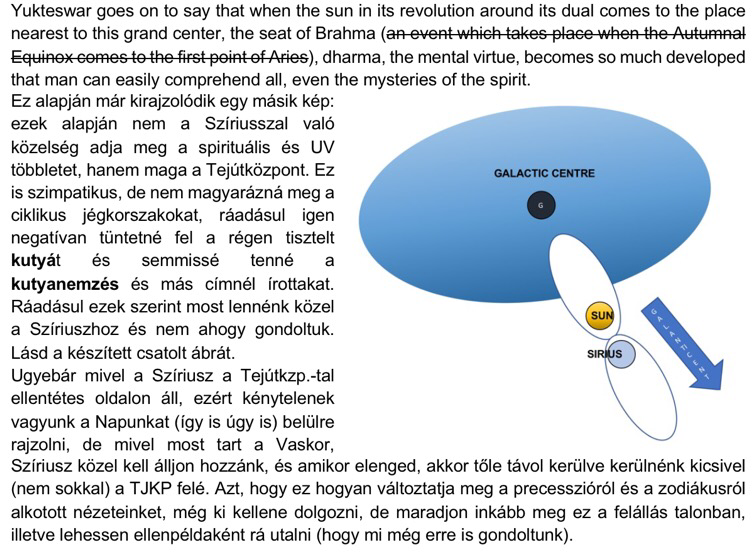 Yukteswar goes on to say that when the sun in its revolution around its dual comes to the place
nearest to this grand center, the seat of Brahma (an event which takes place when the Autumnal
Equinox comes to the first point of Aries), dharma, the mental virtue, becomes so much developed
that man can easily comprehend all, even the mysteries of the spirit.
Ez alapján már kirajzolódik egy másik kép:
ezek alapján nem a Szíriusszal való
közelség adja meg a spirituális és UV
többletet, hanem maga a Tejútközpont. Ez
is szimpatikus, de nem magyarázná meg a
ciklikus jégkorszakokat, ráadásul igen
negatívan tüntetné fel a régen tisztelt
kutyát és semmissé tenné a
kutyanemzés és más címnél írottakat.
Ráadásul ezek szerint most lennénk közel
a Szíriuszhoz és nem ahogy gondoltuk.
Lásd a készített csatolt ábrát.
Ugyebár mivel a Szíriusz a Tejútkzp.-tal
ellentétes oldalon áll, ezért kénytelenek
vagyunk a Napunkat (így is úgy is) belülre
rajzolni, de mivel most tart a Vaskor,
Szíriusz közel kell álljon hozzánk, és amikor elenged, akkor tőle távol kerülve kerülnénk kicsivel
(nem sokkal) a TJKP felé. Azt, hogy ez hogyan változtatja meg a precesszióról és a zodiákusról
alkotott nézeteinket, még ki kellene dolgozni, de maradjon inkább meg ez a felállás talonban,
illetve lehessen ellenpéldaként rá utalni (hogy mi még erre is gondoltunk).
GALACTIC CENTRE
G
SUN
SIRIUS